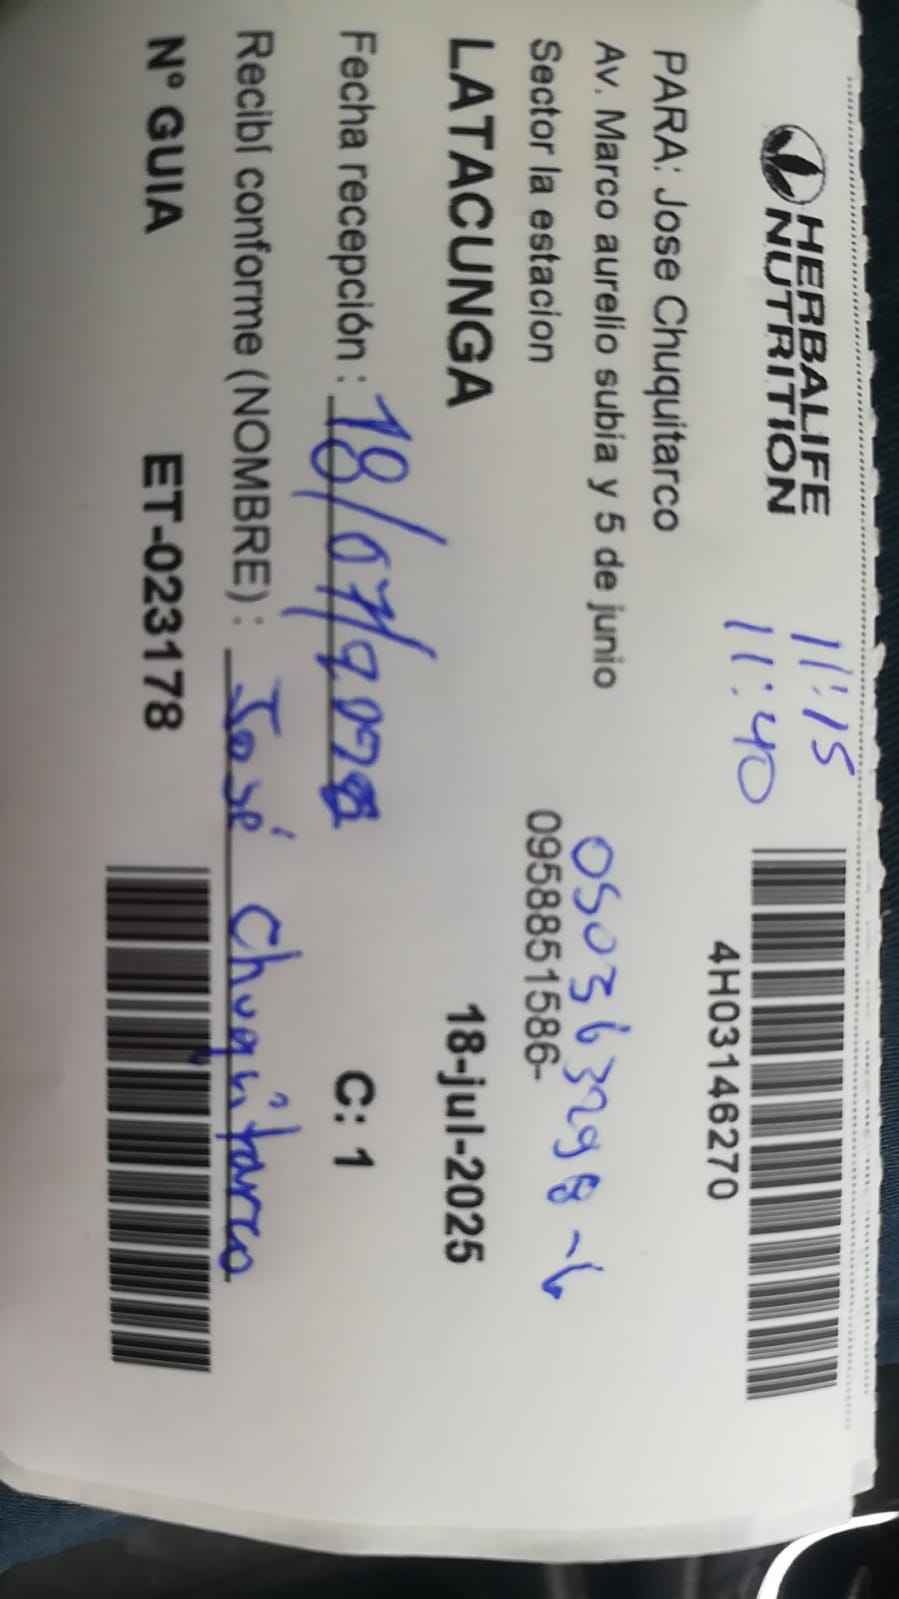 HERBALIFE
NUTRITION
11:15
11:40
4H03146270
PARA: Jose Chuquitarco
Av. Marco aurelio subia y 5 de junio
050363298-6
Sector la estacion
0958851586-
LATACUNGA
18-jul-2025
Fecha recepción : 18/07/2025
C: 1
Recibí conforme (NOMBRE) : José Chuquitarco
N° GUIA
ET-023178